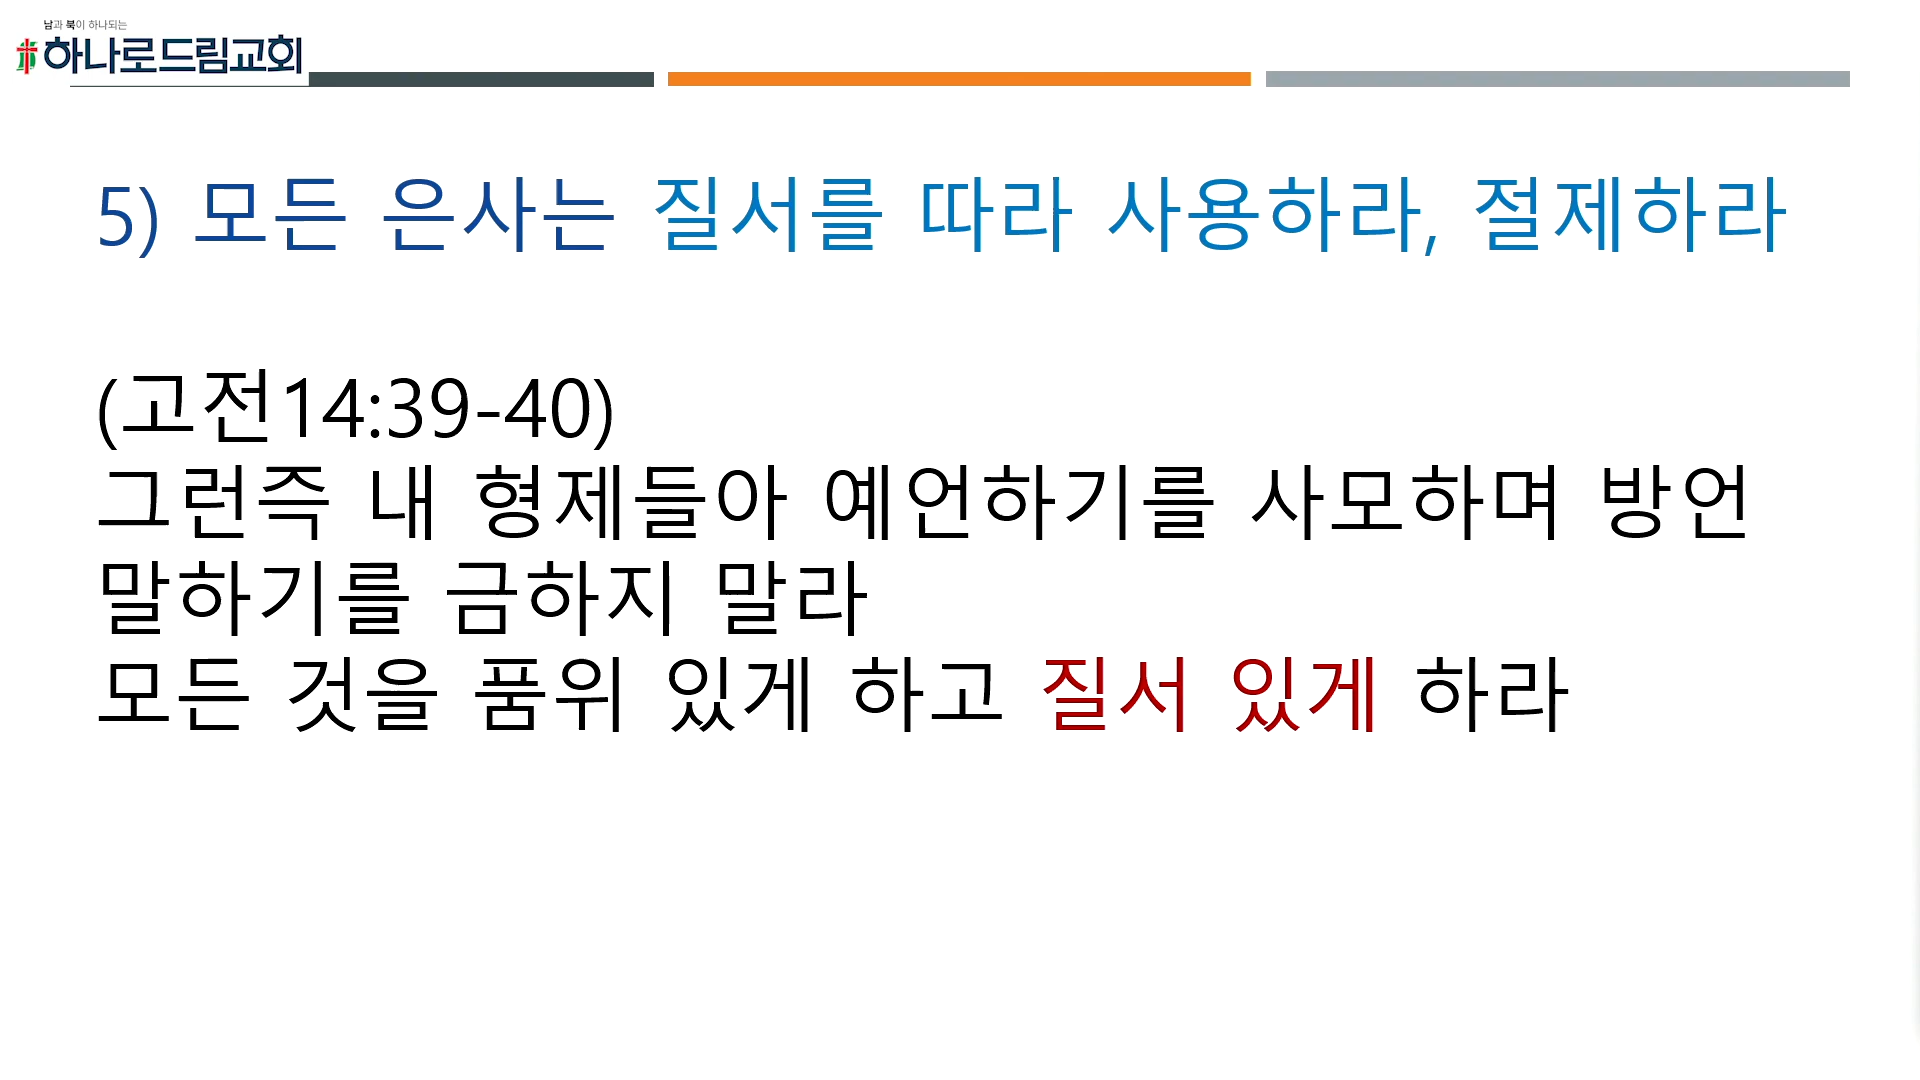 남과 북이 하나되는
하나로드림교회
5) 모든 은사는 질서를 따라 사용하라, 절제하라
(고전14:39-40)
그런즉 내 형제들아 예언하기를 사모하며 방언
말하기를 금하지 말라
모든 것을 품위 있게 하고 질서 있게 하라